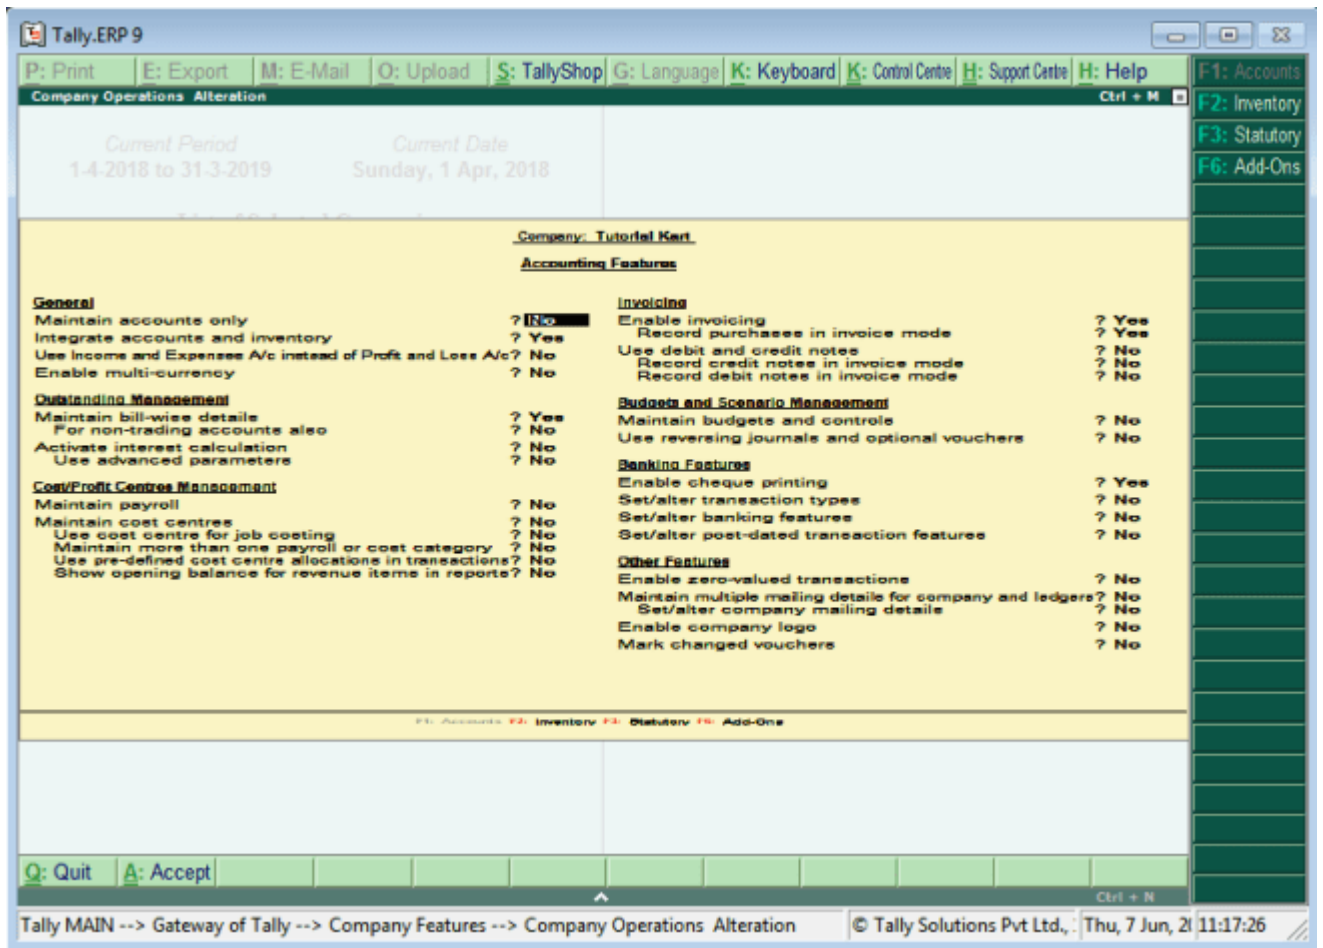 Tally.ERP 9
P: Print E: Export M: E-Mail O: Upload S: TallyShop G: Language K: Keyboard K: Control Centre H: Support Centre H: Help
F1: Accounts
F2: Inventory
F3: Statutory
F6: Add-Ons
Company Operations Alteration Ctrl + M
Current Period Current Date
1-4-2018 to 31-3-2019 Sunday, 1 Apr, 2018
Company: Tutorial Kart
Accounting Features
General
Maintain accounts only ? No
Integrate accounts and inventory ? Yes
Use Income and Expenses A/c instead of Profit and Loss A/c? No
Enable multi-currency ? No
Outstanding Management
Maintain bill-wise details ? Yes
For non-trading accounts also ? No
Activate interest calculation ? No
Use advanced parameters ? No
Cost/Profit Centres Management
Maintain payroll ? No
Maintain cost centres ? No
Use cost centre for job costing ? No
Maintain more than one payroll or cost category ? No
Use pre-defined cost centre allocations in transactions? No
Show opening balance for revenue items in reports? No
Invoicing
Enable invoicing ? Yes
Record purchases in invoice mode ? Yes
Use debit and credit notes ? No
Record credit notes in invoice mode ? No
Record debit notes in invoice mode ? No
Budgets and Scenario Management
Maintain budgets and controls ? No
Use reversing journals and optional vouchers ? No
Banking Features
Enable cheque printing ? Yes
Set/alter transaction types ? No
Set/alter banking features ? No
Set/alter post-dated transaction features ? No
Other Features
Enable zero-valued transactions ? No
Maintain multiple mailing details for company and ledgers? No
Set/alter company mailing details ? No
Enable company logo ? No
Mark changed vouchers ? No
F1: Accounts F2: Inventory F3: Statutory F6: Add-Ons
Q: Quit A: Accept
Ctrl + N
Tally MAIN --> Gateway of Tally --> Company Features --> Company Operations Alteration © Tally Solutions Pvt Ltd., Thu, 7 Jun, 11:17:26